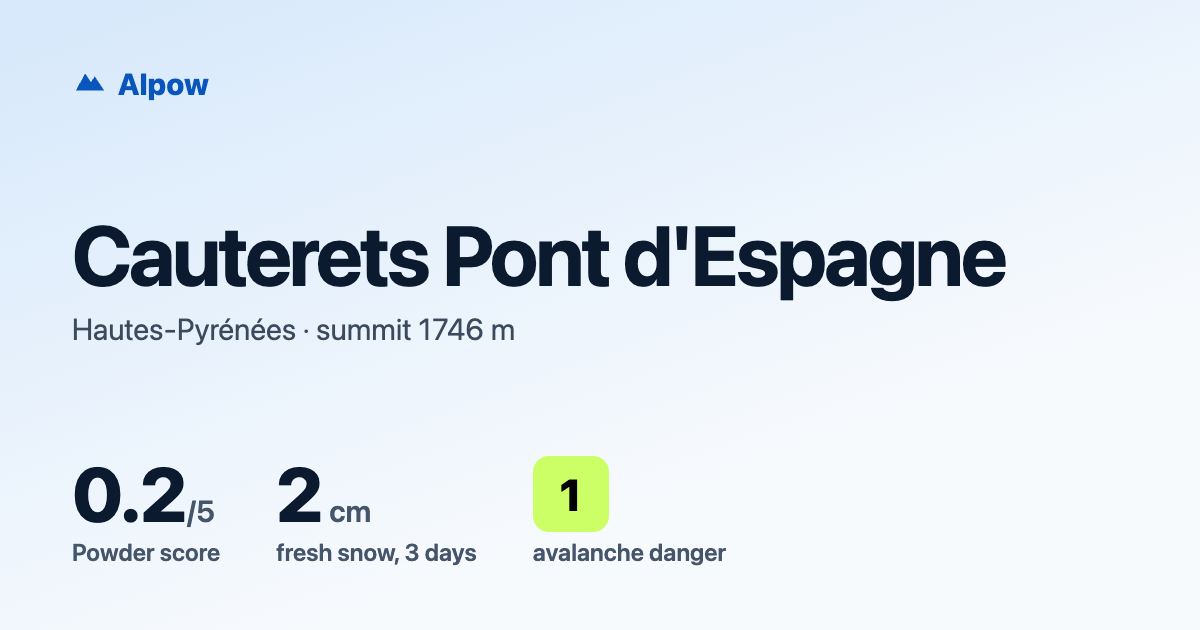 Alpow
Cauterets Pont d'Espagne
Hautes-Pyrénées · summit 1746 m
0.2/5 2 cm 1
Powder score fresh snow, 3 days avalanche danger